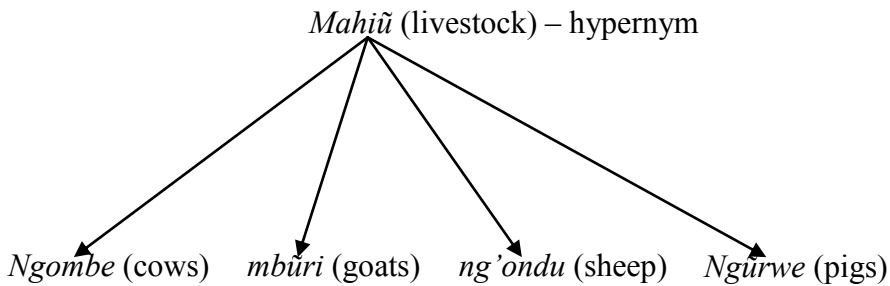 Mahiũ (livestock) – hypernym
Ngombe (cows) mbũri (goats) ng’ondu (sheep) Ngũrwe (pigs)